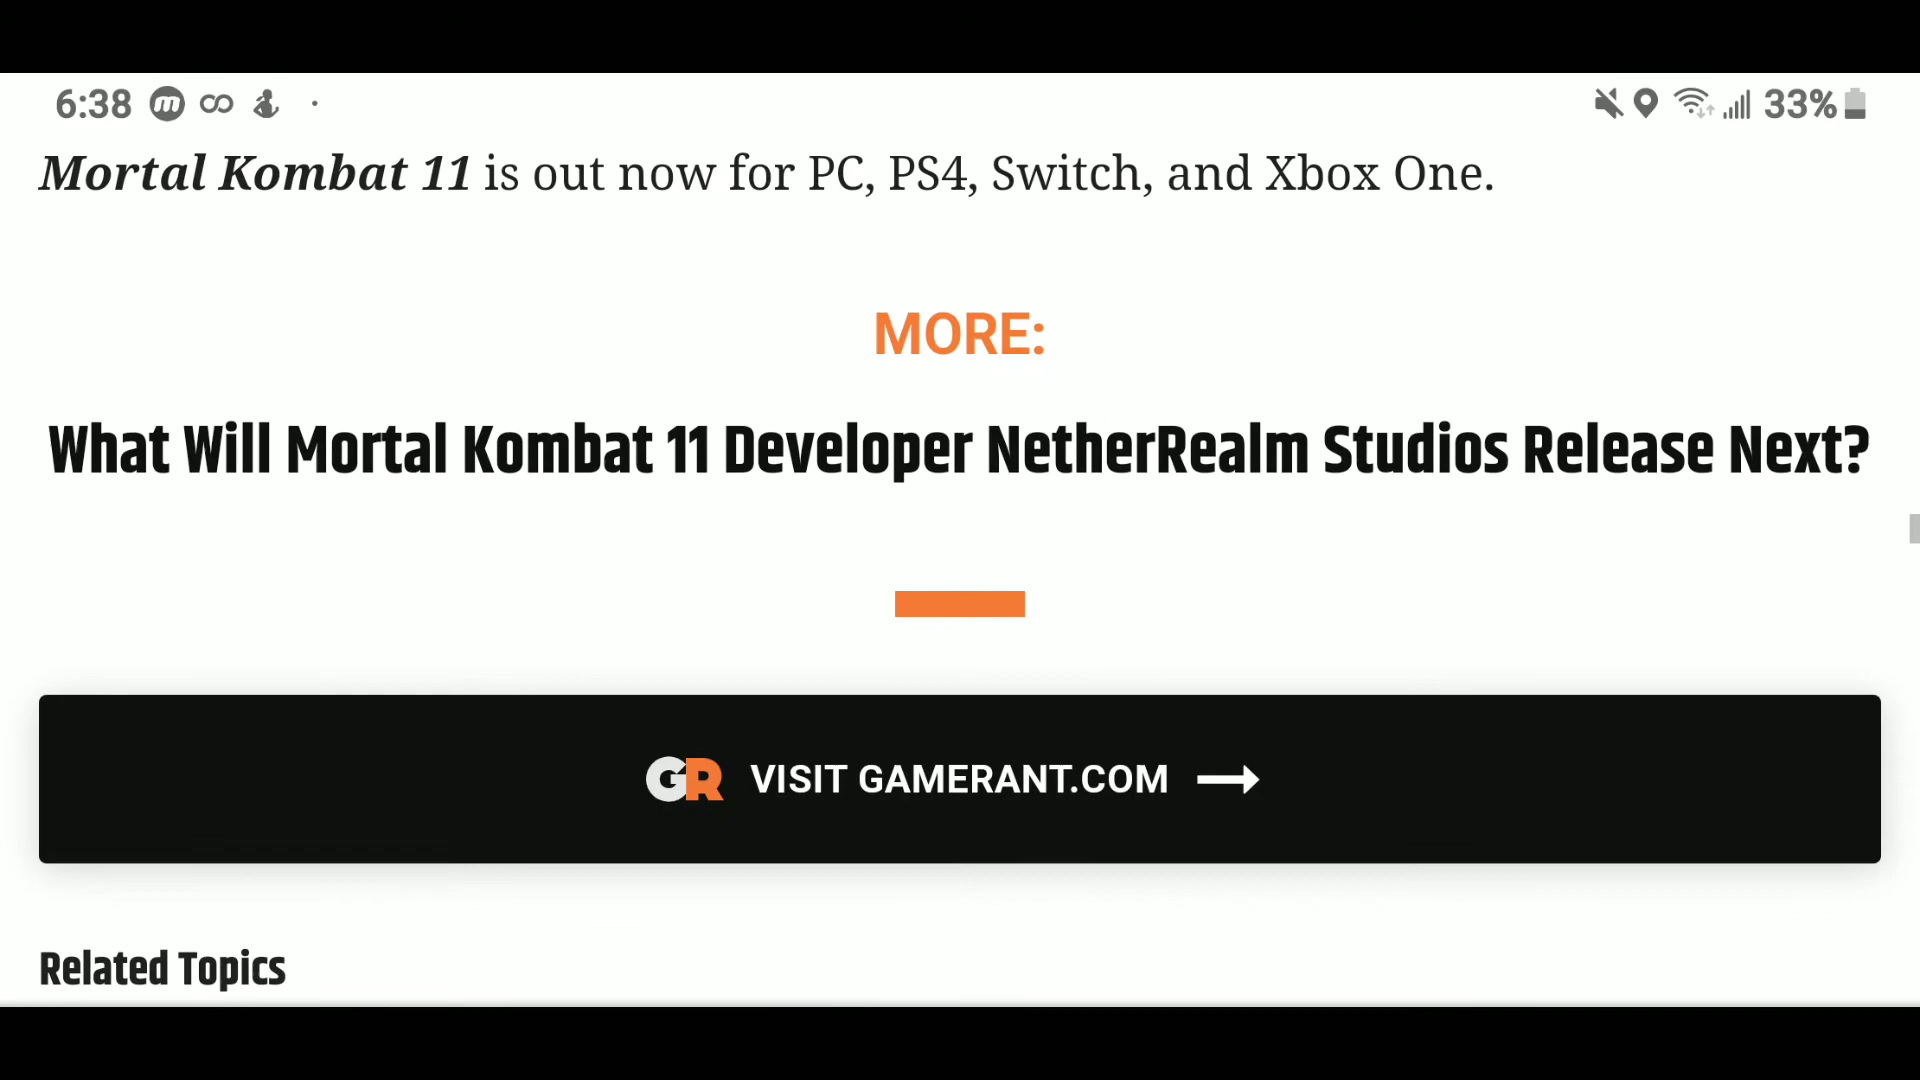 6:38
33%
Mortal Kombat 11 is out now for PC, PS4, Switch, and Xbox One.
MORE:
What Will Mortal Kombat 11 Developer NetherRealm Studios Release Next?
GR VISIT GAMERANT.COM
Related Topics